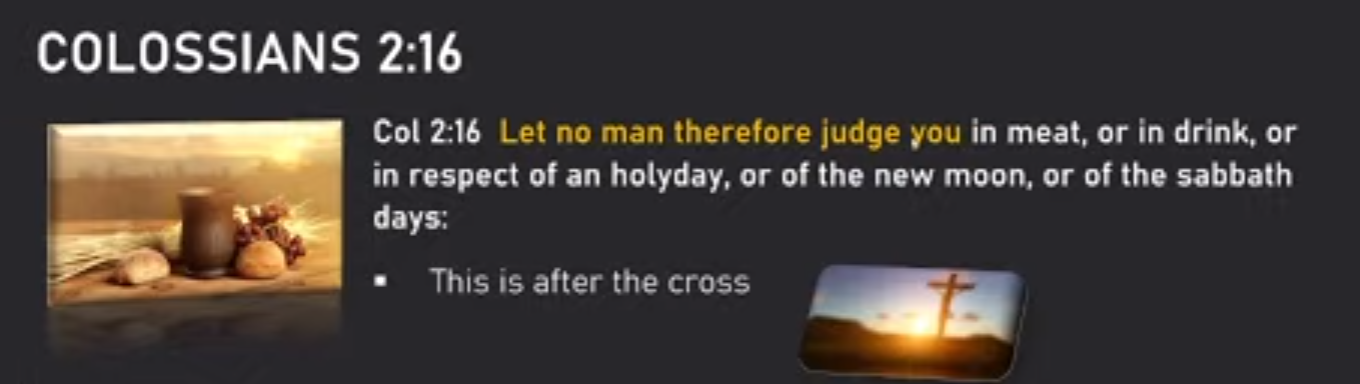 COLOSSIANS 2:16
Col 2:16 Let no man therefore judge you in meat, or in drink, or
in respect of an holyday, or of the new moon, or of the sabbath
days:
▪ This is after the cross